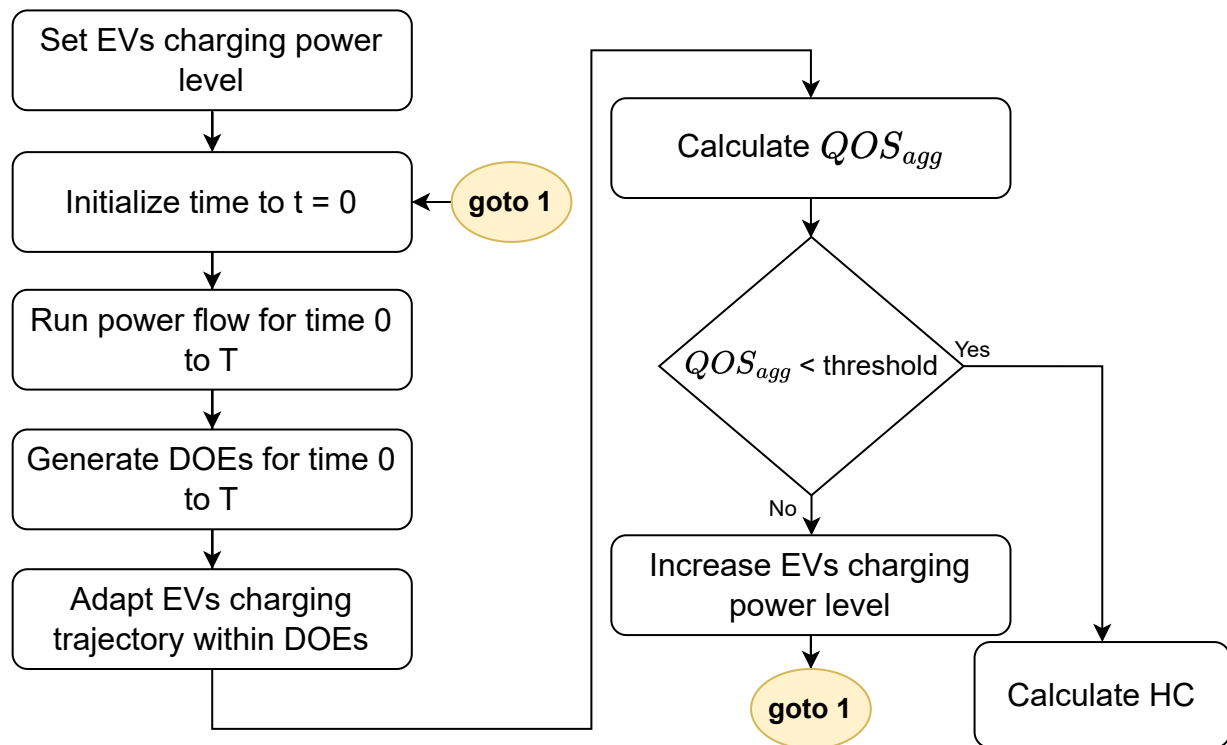 Set EVs charging power
level
Initialize time to t = 0
goto 1
Run power flow for time 0
to T
Generate DOEs for time 0
to T
Adapt EVs charging
trajectory within DOEs
Calculate QOS_agg
QOS_agg < threshold
Yes
No
Increase EVs charging
power level
goto 1
Calculate HC